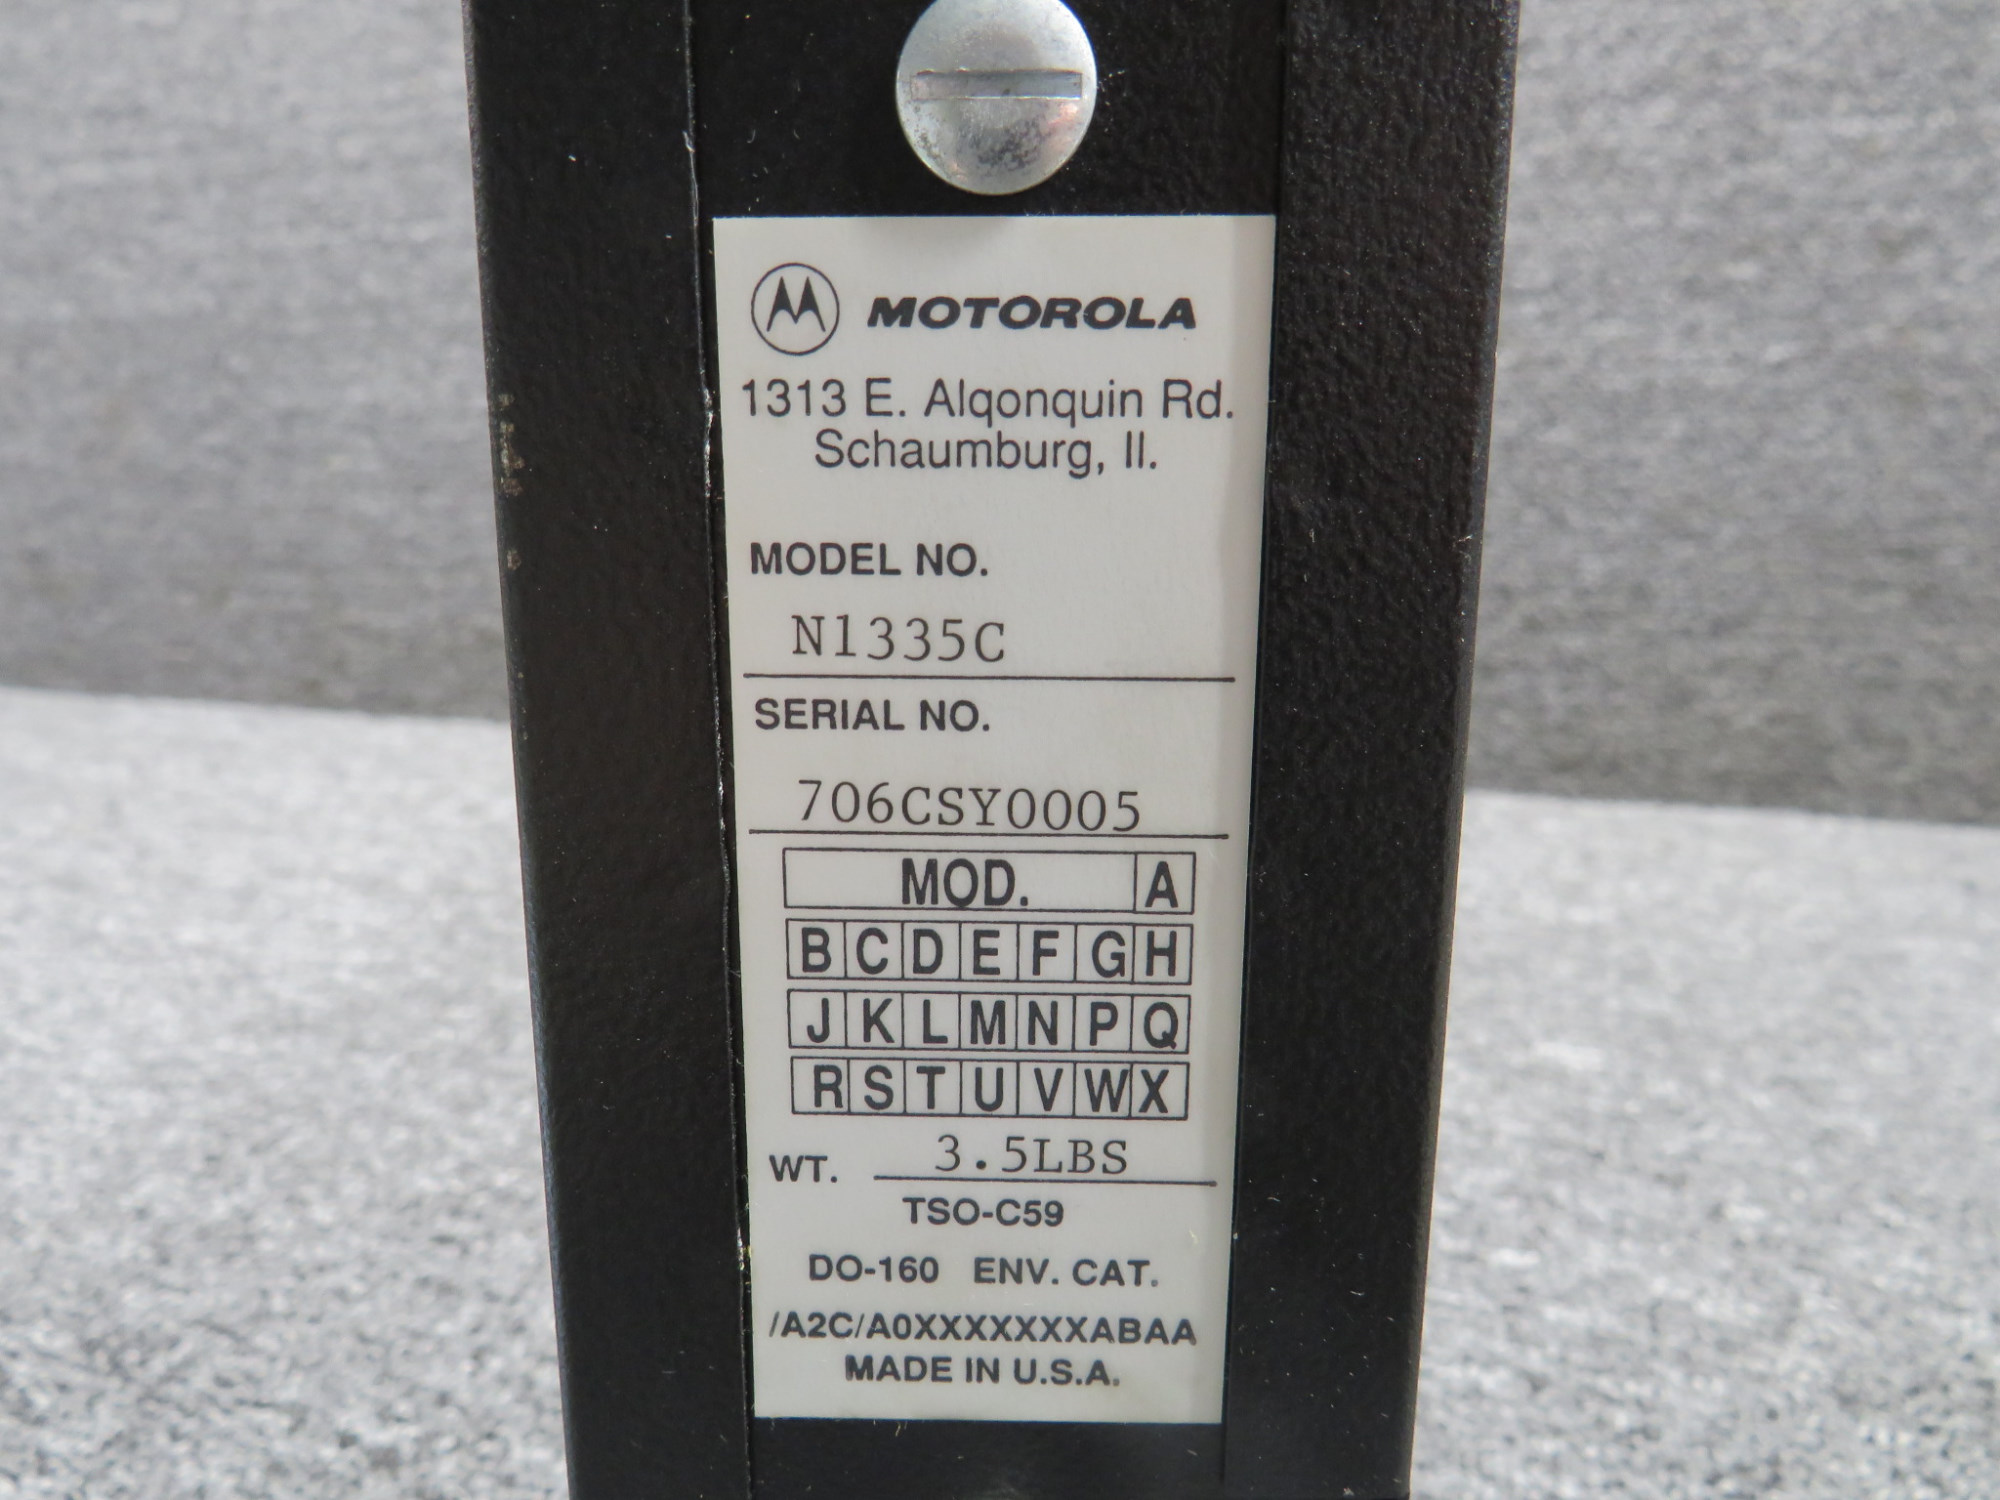 MOTOROLA
1313 E. Alqonquin Rd.
Schaumburg, Il.
MODEL NO.
N1335C
SERIAL NO.
706CSY0005
MOD. A
B C D E F G H
J K L M N P Q
R S T U V W X
WT. 3.5LBS
TSO-C59
DO-160 ENV. CAT.
/A2C/A0XXXXXXXABAA
MADE IN U.S.A.